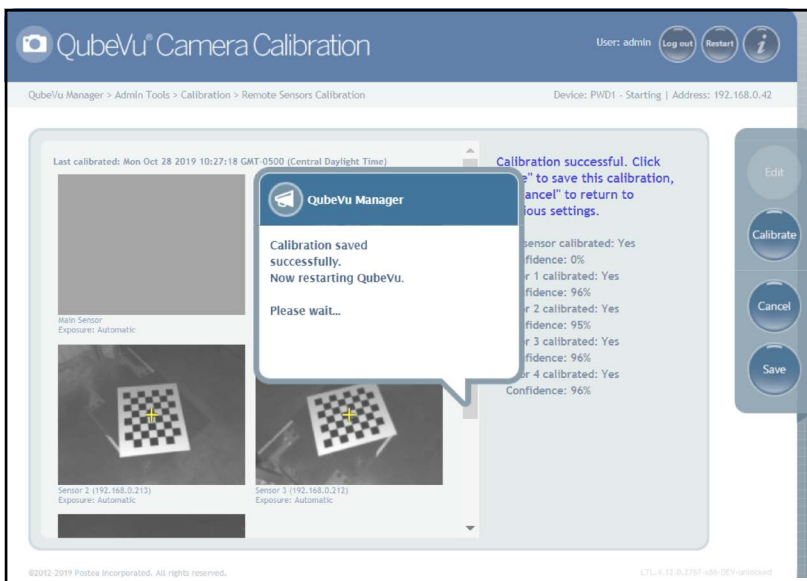 QubeVu® Camera Calibration
User: admin
Log out
Restart
i
QubeVu Manager > Admin Tools > Calibration > Remote Sensors Calibration
Device: PWD1 - Starting | Address: 192.168.0.42
Last calibrated: Mon Oct 28 2019 10:27:18 GMT-0500 (Central Daylight Time)
Main Sensor
Exposure: Automatic
Sensor 2 (192.168.0.213)
Exposure: Automatic
Sensor 3 (192.168.0.212)
Exposure: Automatic
QubeVu Manager
Calibration saved
successfully.
Now restarting QubeVu.
Please wait...
Calibration successful. Click
to save this calibration,
to return to
settings.
sensor calibrated: Yes
0%
1 calibrated: Yes
96%
2 calibrated: Yes
95%
3 calibrated: Yes
96%
4 calibrated: Yes
Confidence: 96%
Edit
Calibrate
Cancel
Save
©2012-2019 Postea Incorporated. All rights reserved.